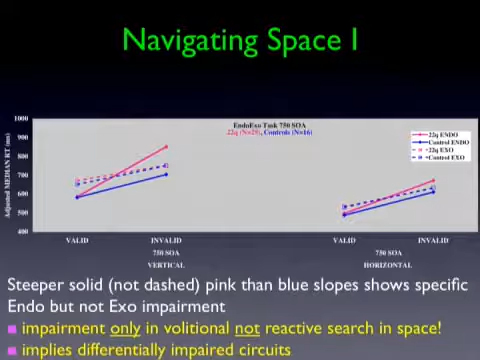 Navigating Space I
EndoExo Task 750 SOA
22q (N=29), Controls (N=16)
1000
900
800
700
600
500
400
Adjusted MEDIAN RT (ms)
22q ENDO
Control ENDO
22q EXO
Control EXO
VALID INVALID VALID INVALID
750 SOA 750 SOA
VERTICAL HORIZONTAL
Steeper solid (not dashed) pink than blue slopes shows specific
Endo but not Exo impairment
impairment only in volitional not reactive search in space!
implies differentially impaired circuits